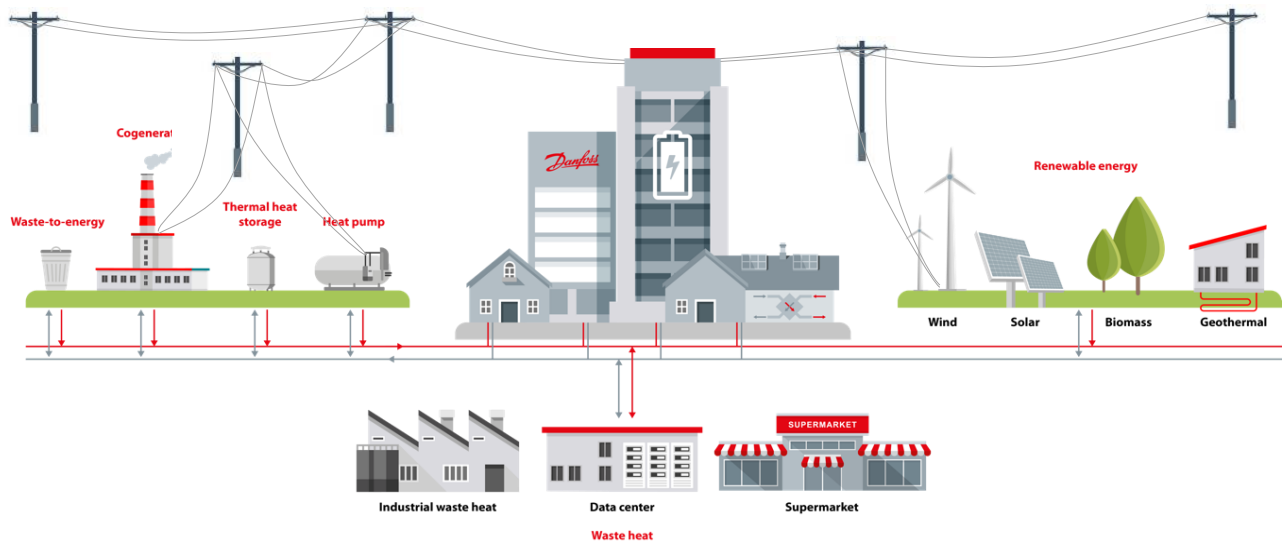 Cogenerat
Waste-to-energy
Thermal heat
storage
Heat pump
Danfoss
Renewable energy
Wind
Solar
Biomass
Geothermal
SUPERMARKET
Industrial waste heat
Data center
Supermarket
Waste heat